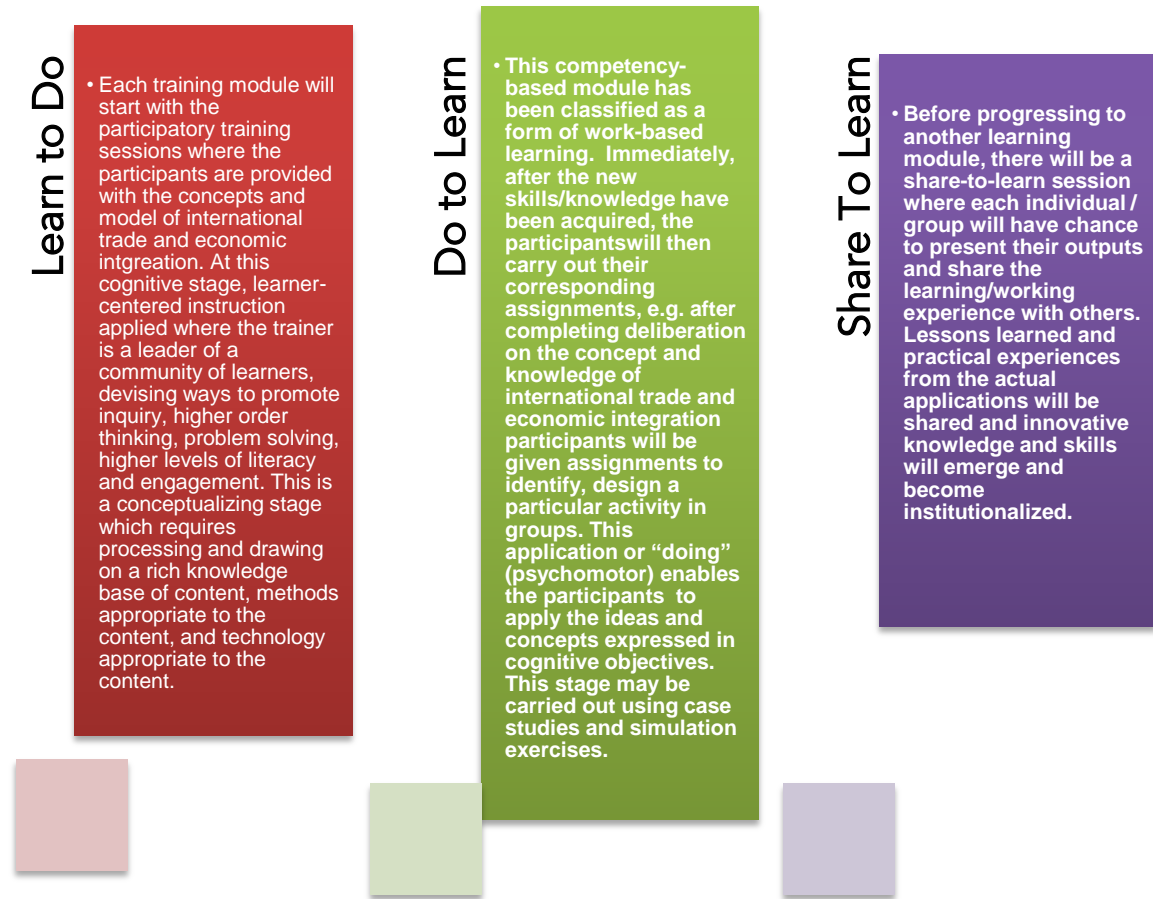 Learn to Do
• Each training module will
start with the
participatory training
sessions where the
participants are provided
with the concepts and
model of international
trade and economic
intgreation. At this
cognitive stage, learner-
centered instruction
applied where the trainer
is a leader of a
community of learners,
devising ways to promote
inquiry, higher order
thinking, problem solving,
higher levels of literacy
and engagement. This is
a conceptualizing stage
which requires
processing and drawing
on a rich knowledge
base of content, methods
appropriate to the
content, and technology
appropriate to the
content.
Do to Learn
• This competency-
based module has
been classified as a
form of work-based
learning. Immediately,
after the new
skills/knowledge have
been acquired, the
participantswill then
carry out their
corresponding
assignments, e.g. after
completing deliberation
on the concept and
knowledge of
international trade and
economic integration
participants will be
given assignments to
identify, design a
particular activity in
groups. This
application or “doing”
(psychomotor) enables
the participants to
apply the ideas and
concepts expressed in
cognitive objectives.
This stage may be
carried out using case
studies and simulation
exercises.
Share To Learn
• Before progressing to
another learning
module, there will be a
share-to-learn session
where each individual /
group will have chance
to present their outputs
and share the
learning/working
experience with others.
Lessons learned and
practical experiences
from the actual
applications will be
shared and innovative
knowledge and skills
will emerge and
become
institutionalized.